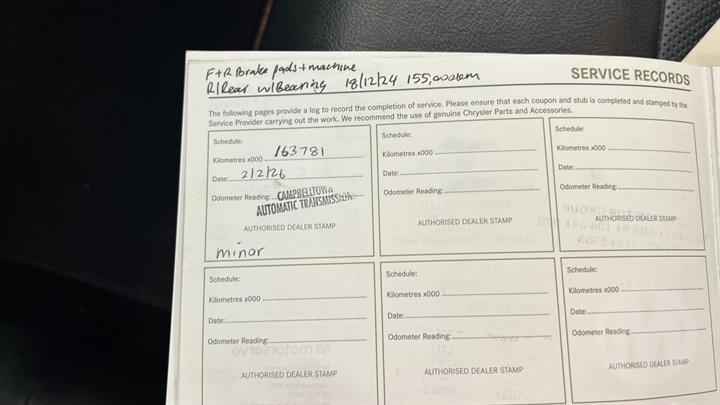 F+R Brake pads + machine
R/Rear w/Bearing 18/12/24 155,000km
SERVICE RECORDS
The following pages provide a log to record the completion of service. Please ensure that each coupon and stub is completed and stamped by the
Service Provider carrying out the work. We recommend the use of genuine Chrysler Parts and Accessories.
Schedule:
Kilometres x000 163781
Date: 2/2/26
Odometer Reading:
CAMPBELLTOWN
AUTOMATIC TRANSMISSION
AUTHORISED DEALER STAMP
minor
Schedule:
Kilometres x000
Date:
Odometer Reading:
AUTHORISED DEALER STAMP
Schedule:
Kilometres x000
Date:
Odometer Reading:
AUTHORISED DEALER STAMP
Schedule:
Kilometres x000
Date:
Odometer Reading:
AUTHORISED DEALER STAMP
Schedule:
Kilometres x000
Date:
Odometer Reading:
AUTHORISED DEALER STAMP
Schedule:
Kilometres x000
Date:
Odometer Reading:
AUTHORISED DEALER STAMP